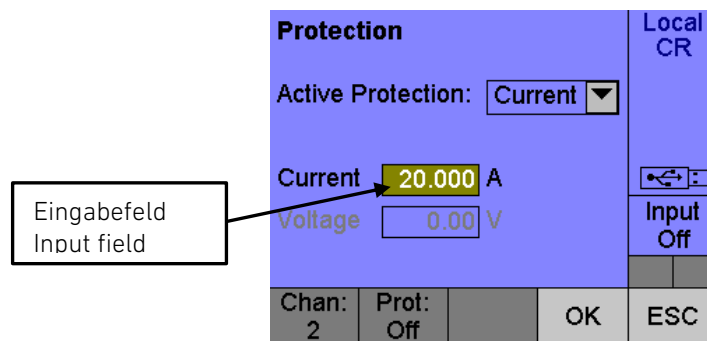 Protection
Local
CR
Active Protection: Current
Current 20.000 A
Eingabefeld
Input field
Voltage 0.00 V
Input
Off
Chan:
2
Prot:
Off
OK
ESC